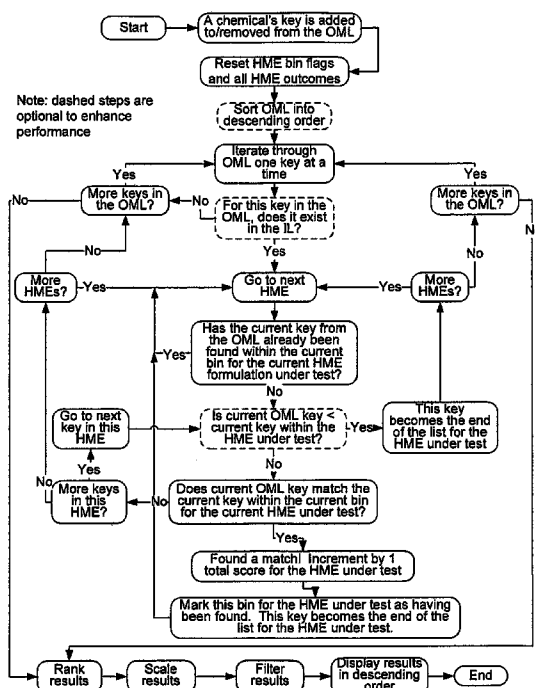 Start
A chemical's key is added
to/removed from the OML
Reset HME bin flags
and all HME outcomes
Note: dashed steps are
optional to enhance
performance
Sort OML into
descending order
Iterate through
OML one key at a
time
Yes
Yes
No
More keys in
the OML?
No
For this key in the
OML, does it exist
in the IL?
More keys in
the OML?
N
No
Yes
No
More
HMEs?
Yes
Go to next
HME
Yes
More
HMEs?
Has the current key from
the OML already been
found within the current
bin for the current HME
formulation under test?
Yes
No
Go to next
key in this
HME
Is current OML key <
current key within the
HME under test?
Yes
This key
becomes the end
of the list for the
HME under test
Yes
No
No
More keys
in this
HME?
No
Does current OML key match the
current key within the current bin
for the current HME under test?
Yes
Found a match! Increment by 1
total score for the HME under test
Mark this bin for the HME under test as having
been found. This key becomes the end of the
list for the HME under test.
Rank
results
Scale
results
Filter
results
Display results
in descending
order
End